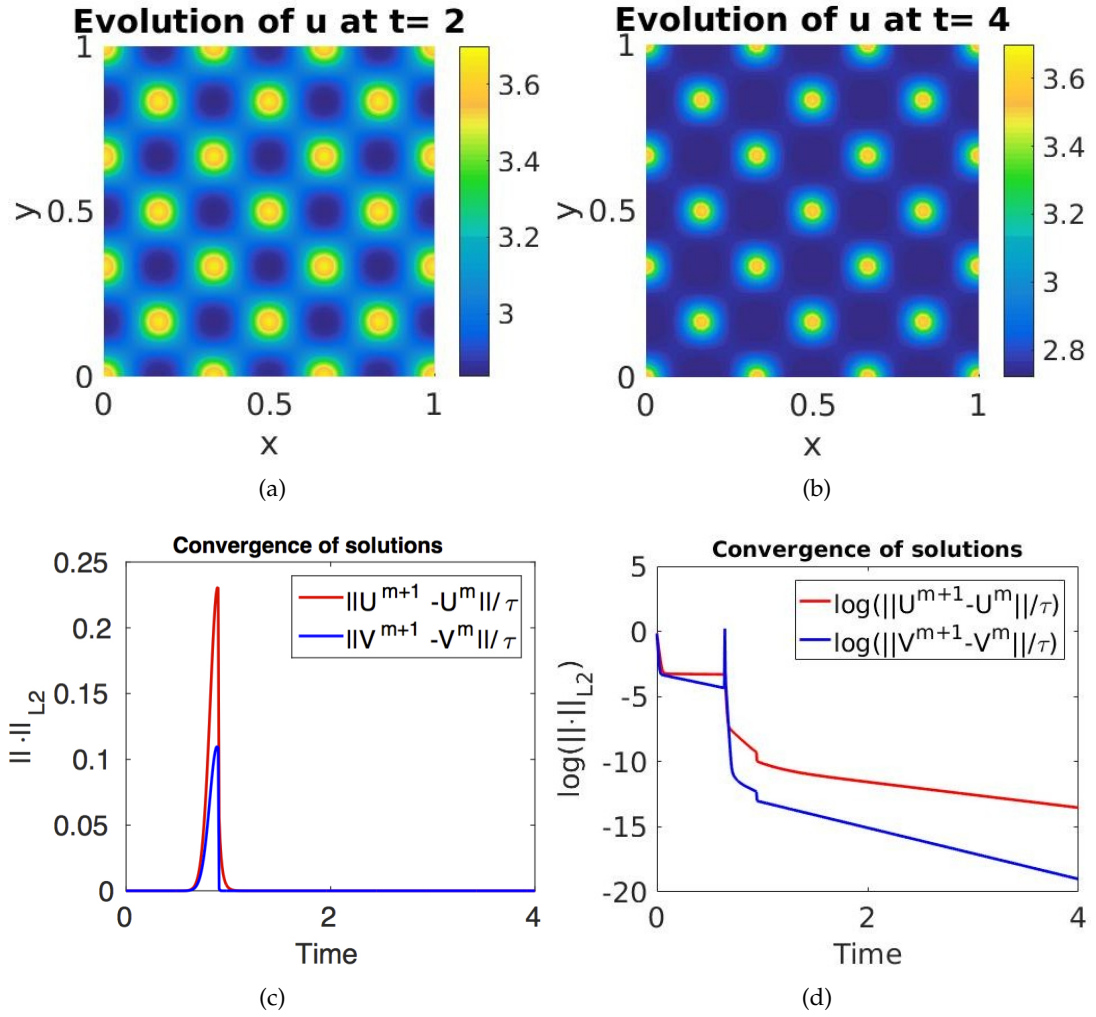 Evolution of u at t= 2
1
y
0.5
0
0
0.5
1
x
3.6
3.4
3.2
3
(a)
Evolution of u at t= 4
1
y
0.5
0
0
0.5
1
x
3.6
3.4
3.2
3
2.8
(b)
Convergence of solutions
0.25
0.2
0.15
0.1
0.05
0
|| ·||_L2
||U^m+1 -U^m||/ τ
||V^m+1 -V^m||/ τ
0
2
4
Time
(c)
Convergence of solutions
5
0
-5
-10
-15
-20
log(||·||_L2)
log(||U^m+1-U^m||/τ)
log(||V^m+1-V^m||/τ)
0
2
4
Time
(d)